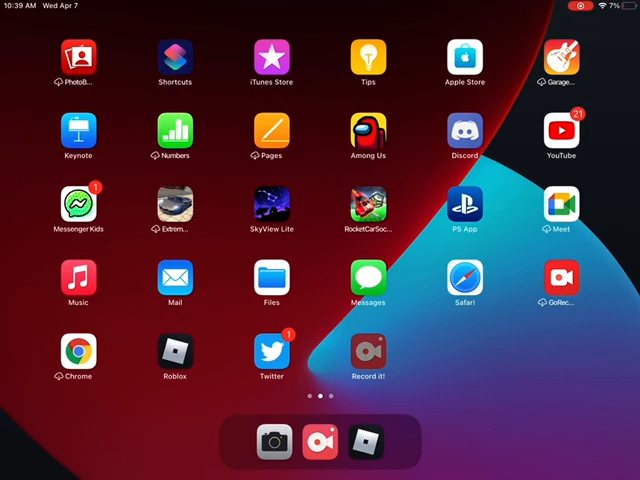 10:39 AM Wed Apr 7 7%
PhotoB... Shortcuts iTunes Store Tips Apple Store Garage...
21
Keynote Numbers Pages Among Us Discord YouTube
1
Messenger Kids Extrem... SkyView Lite RocketCarSoc... PS App Meet
Music Mail Files Messages Safari GoRec...
1
Chrome Roblox Twitter Record it!